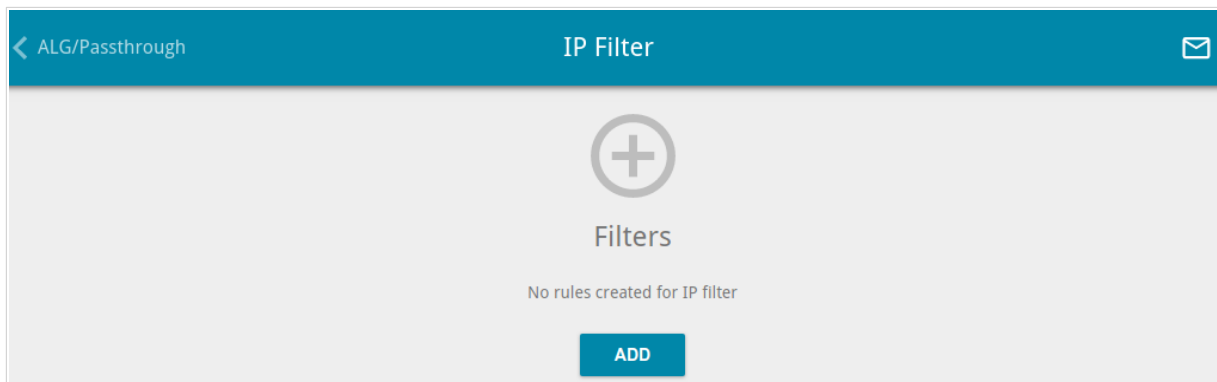 ALG/Passthrough
IP Filter
Filters
No rules created for IP filter
ADD